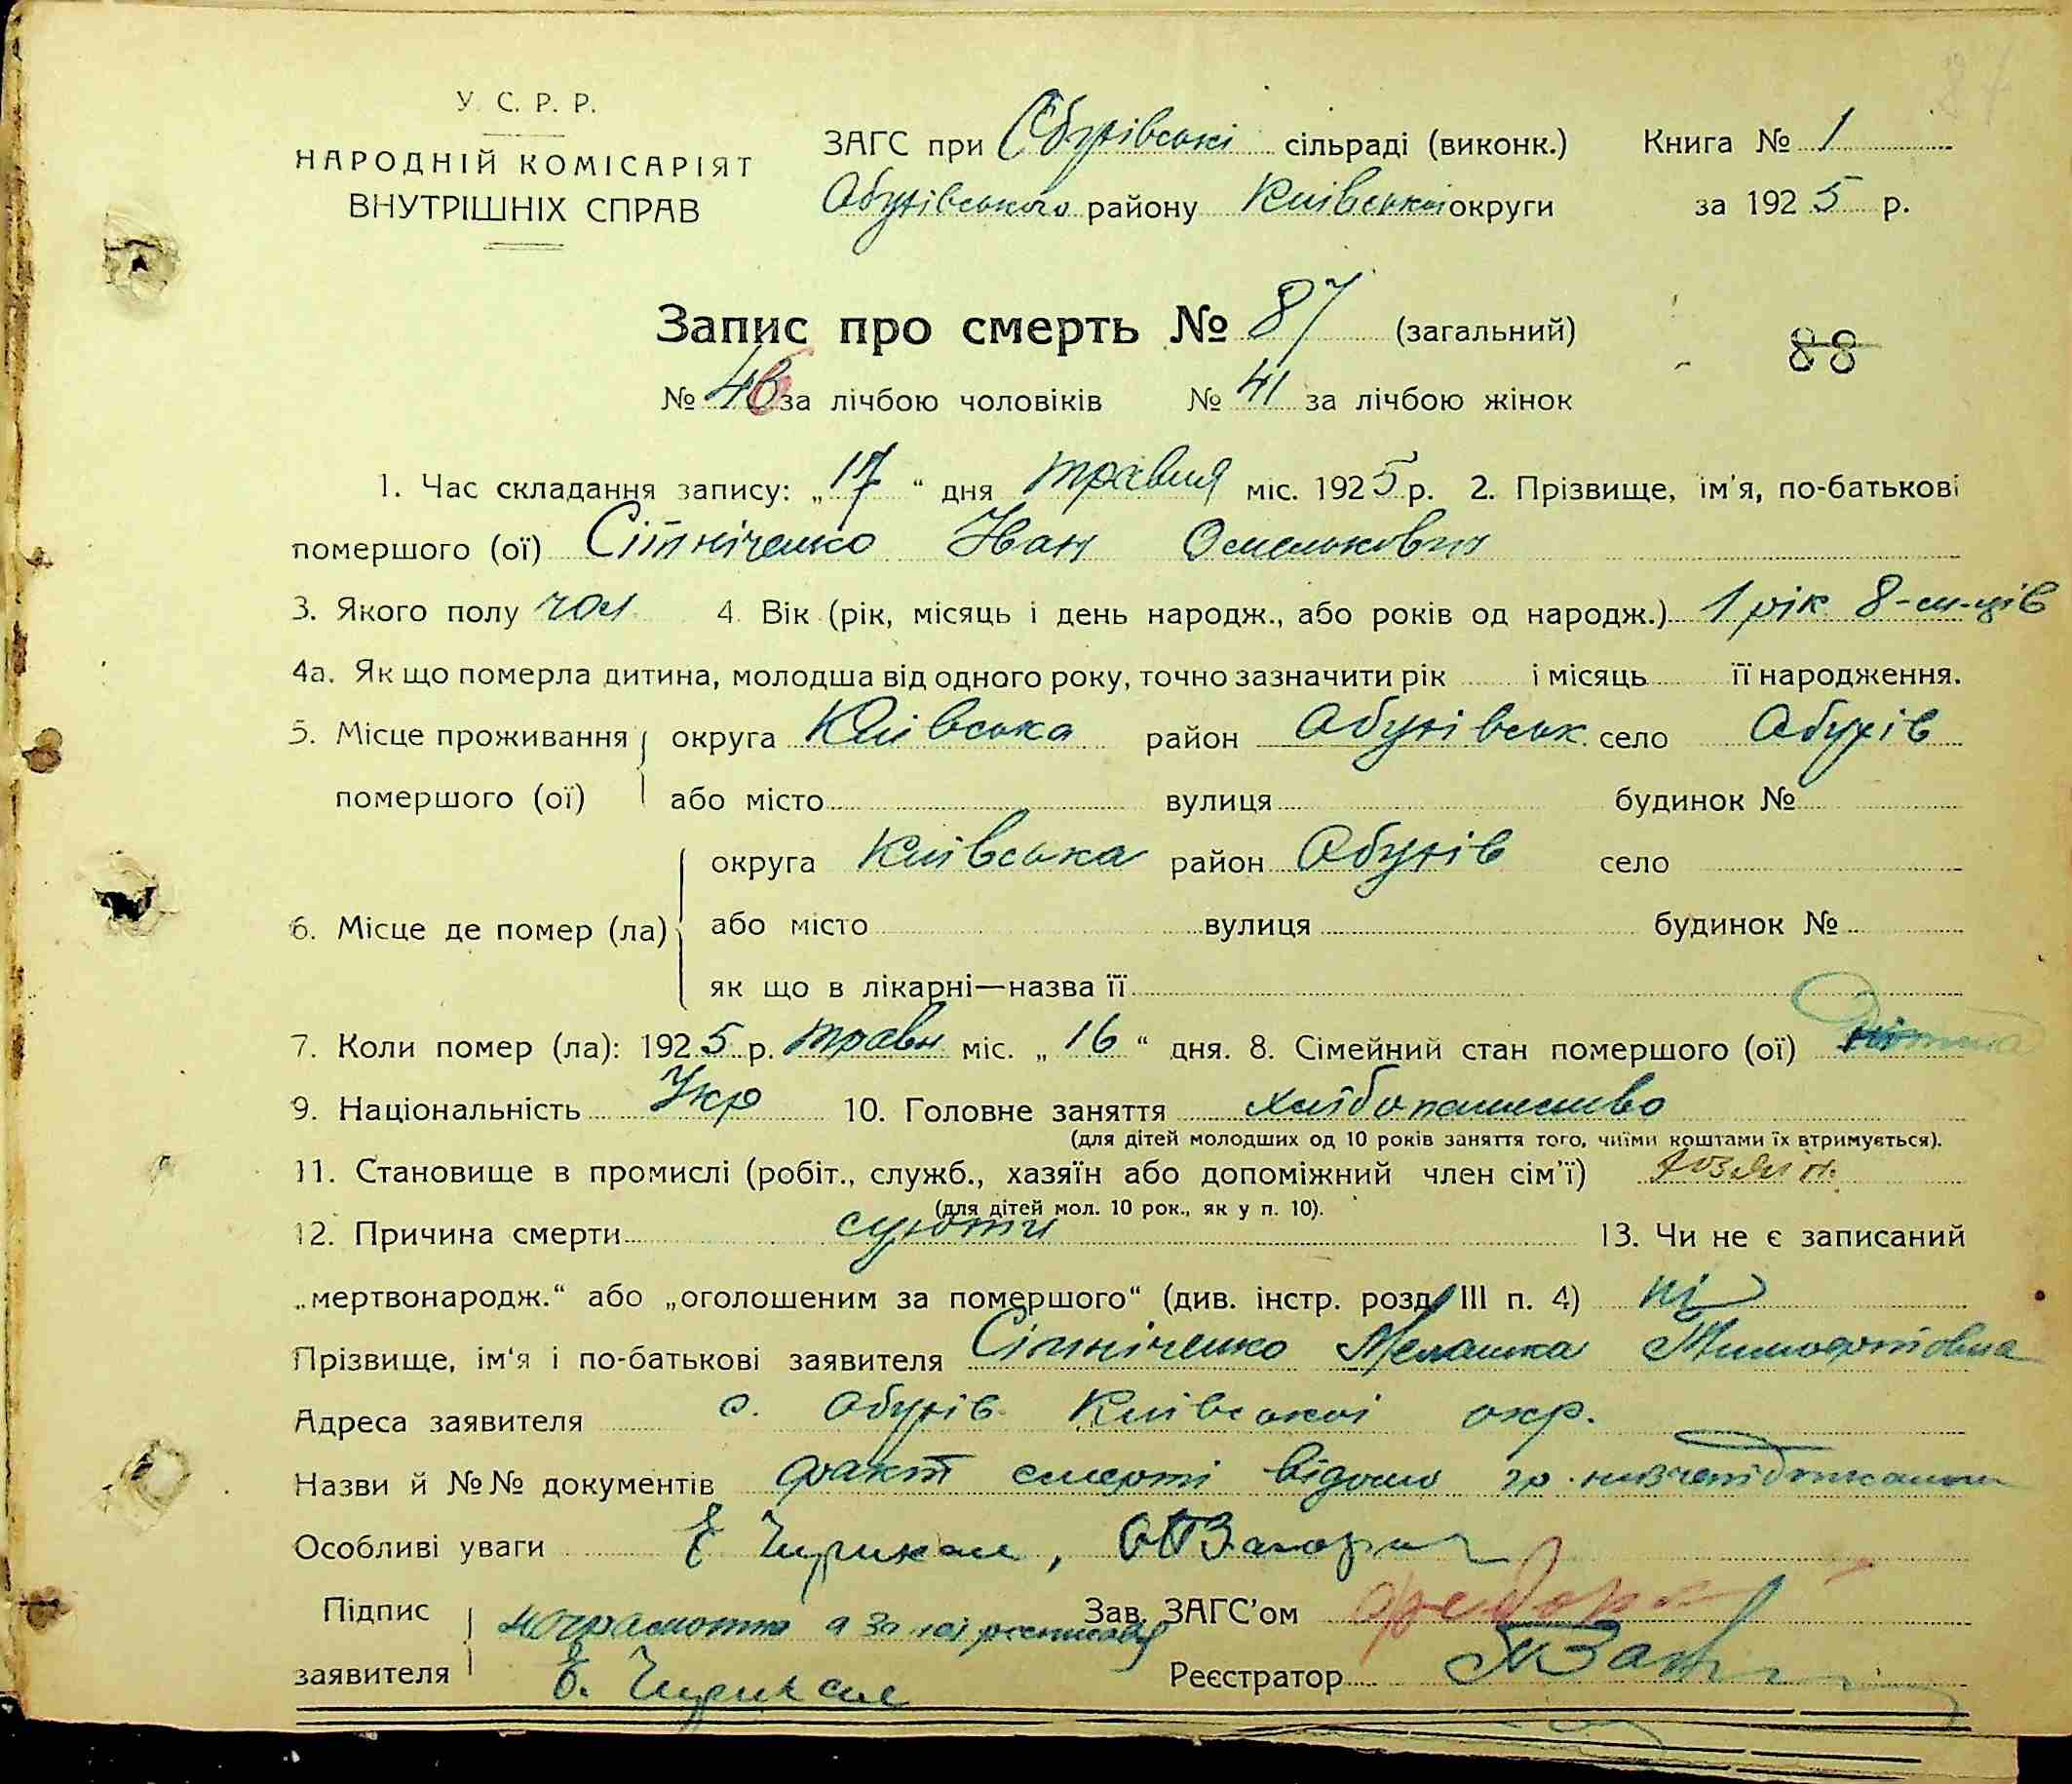 У. С. Р. Р.
НАРОДНІЙ КОМІСАРІЯТ
ВНУТРІШНІХ СПРАВ
ЗАГС при Обухівські сільраді (виконк.) Книга № 1
Обухівського району Київської округи за 1925 р.
Запис про смерть № 87 (загальний)
88
№ 46 за лічбою чоловіків № 41 за лічбою жінок
1. Час складання запису: „17“ дня травня міс. 1925 р. 2. Прізвище, ім'я, по-батькові
помершого (ої) Іван Омелькович
3. Якого полу чол 4. Вік (рік, місяць і день народж., або років од народж.) 1 рік 8-м-ців
4а. Як що померла дитина, молодша від одного року, точно зазначити рік і місяць її народження.
5. Місце проживання округа Київська район Обухівськ. село Обухів
помершого (ої) або місто вулиця будинок №
округа Київська район Обухів село
6. Місце де помер (ла) або місто вулиця будинок №
як що в лікарні—назва її
7. Коли помер (ла): 1925 р. травн міс. „16“ дня. 8. Сімейний стан помершого (ої) Дитина
9. Національність Укр 10. Головне заняття хлібопашество
(для дітей молодших од 10 років заняття того, чиїми коштами їх втримується).
11. Становище в промислі (робіт., служб., хазяїн або допоміжний член сім'ї) хозяін.
(для дітей мол. 10 рок., як у п. 10).
12. Причина смерти сухоти 13. Чи не є записаний
„мертвонародж.“ або „оголошеним за помершого“ (див. інстр. розд. III п. 4) ні
Прізвище, ім'я і по-батькові заявителя Сітніченко Мелашка
Адреса заявителя с. Обухів Київської окр.
Назви й №№ документів факт смерті відомо гр.
Особливі уваги Є
Підпис Зав. ЗАГС'ом
неграмотна а за неї
заявителя Є. Реєстратор